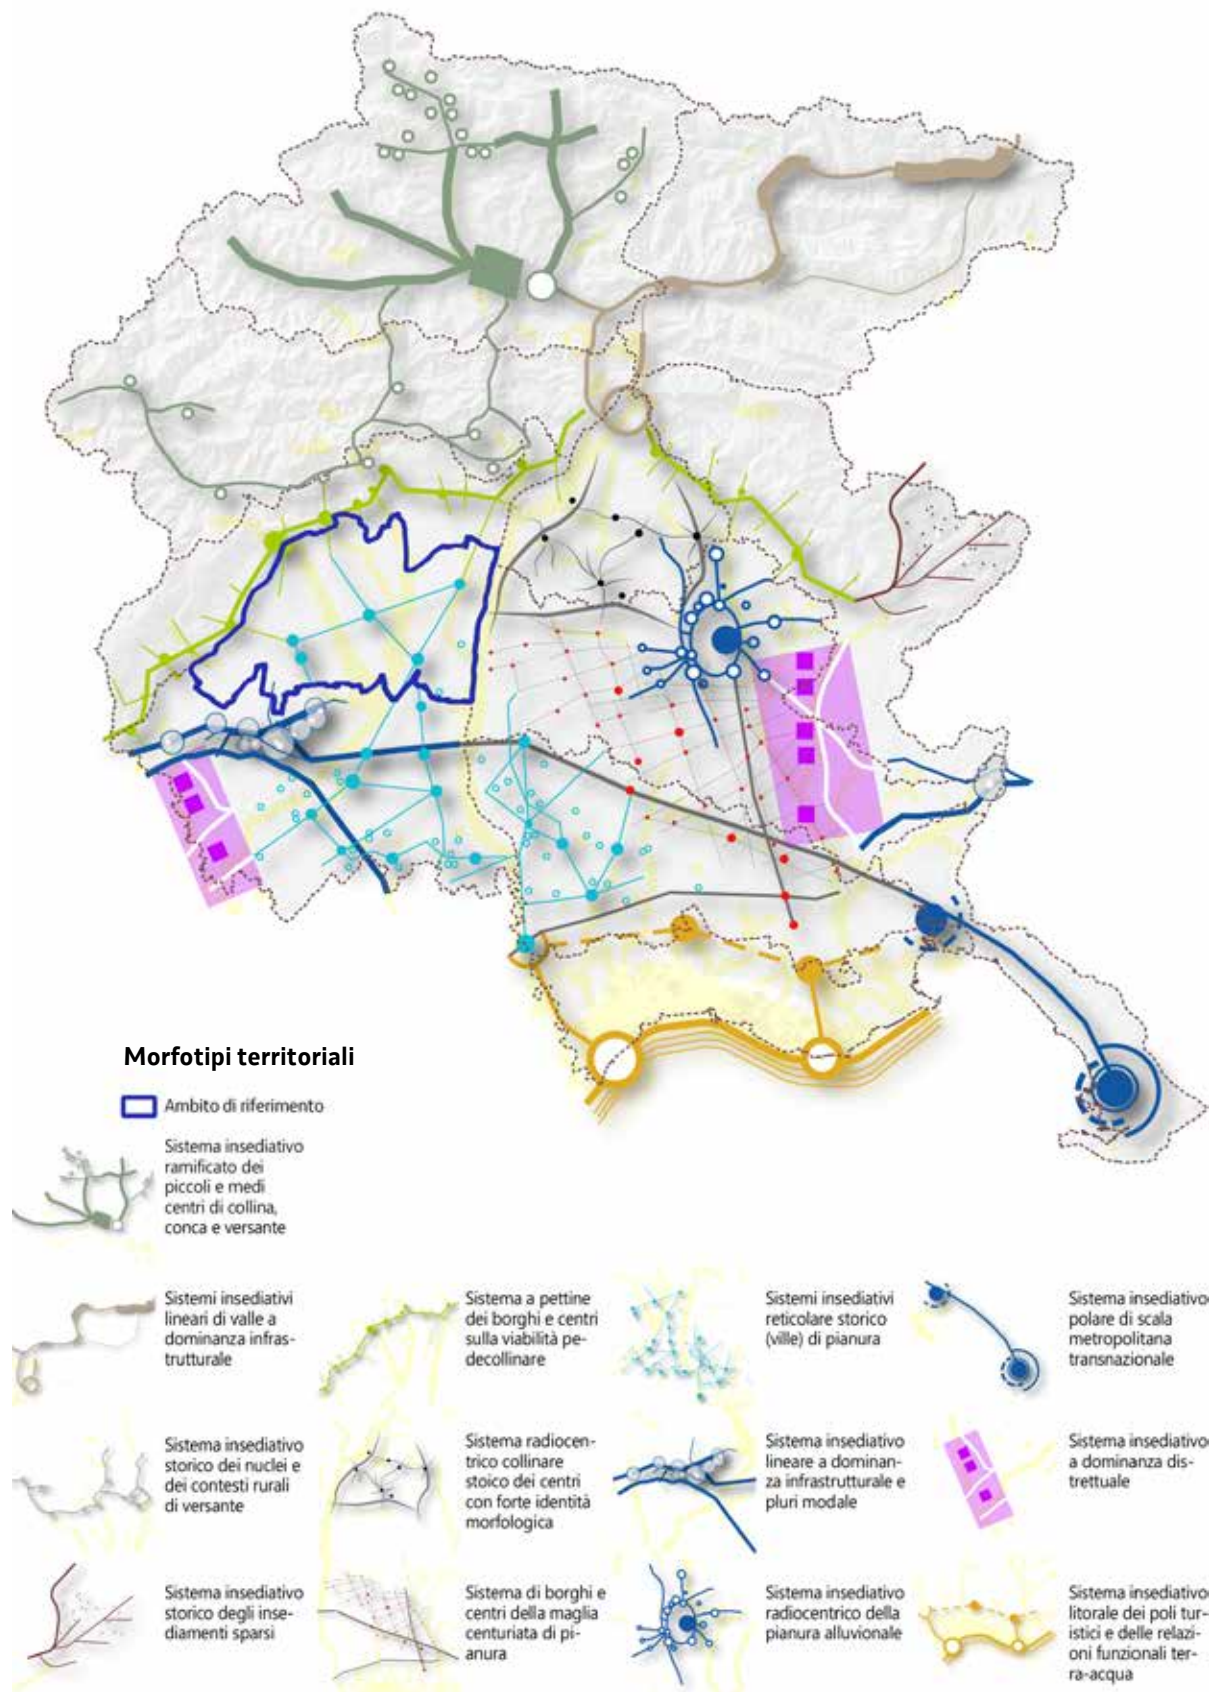 Morfotipi territoriali
Ambito di riferimento
Sistema insediativo
ramificato dei
piccoli e medi
centri di collina,
conca e versante
Sistemi insediativi
lineari di valle a
dominanza infras-
trutturale
Sistema a pettine
dei borghi e centri
sulla viabilità pe-
decollinare
Sistemi insediativi
reticolare storico
(ville) di pianura
Sistema insediativo
polare di scala
metropolitana
transnazionale
Sistema insediativo
storico dei nuclei e
dei contesti rurali
di versante
Sistema radiocen-
trico collinare
stoico dei centri
con forte identità
morfologica
Sistema insediativo
lineare a dominan-
za infrastrutturale e
pluri modale
Sistema insediativo
a dominanza dis-
trettuale
Sistema insediativo
storico degli inse-
diamenti sparsi
Sistema di borghi e
centri della maglia
centuriata di pi-
anura
Sistema insediativo
radiocentrico della
pianura alluvionale
Sistema insediativo
litorale dei poli tur-
istici e delle relazi-
oni funzionali ter-
ra-acqua